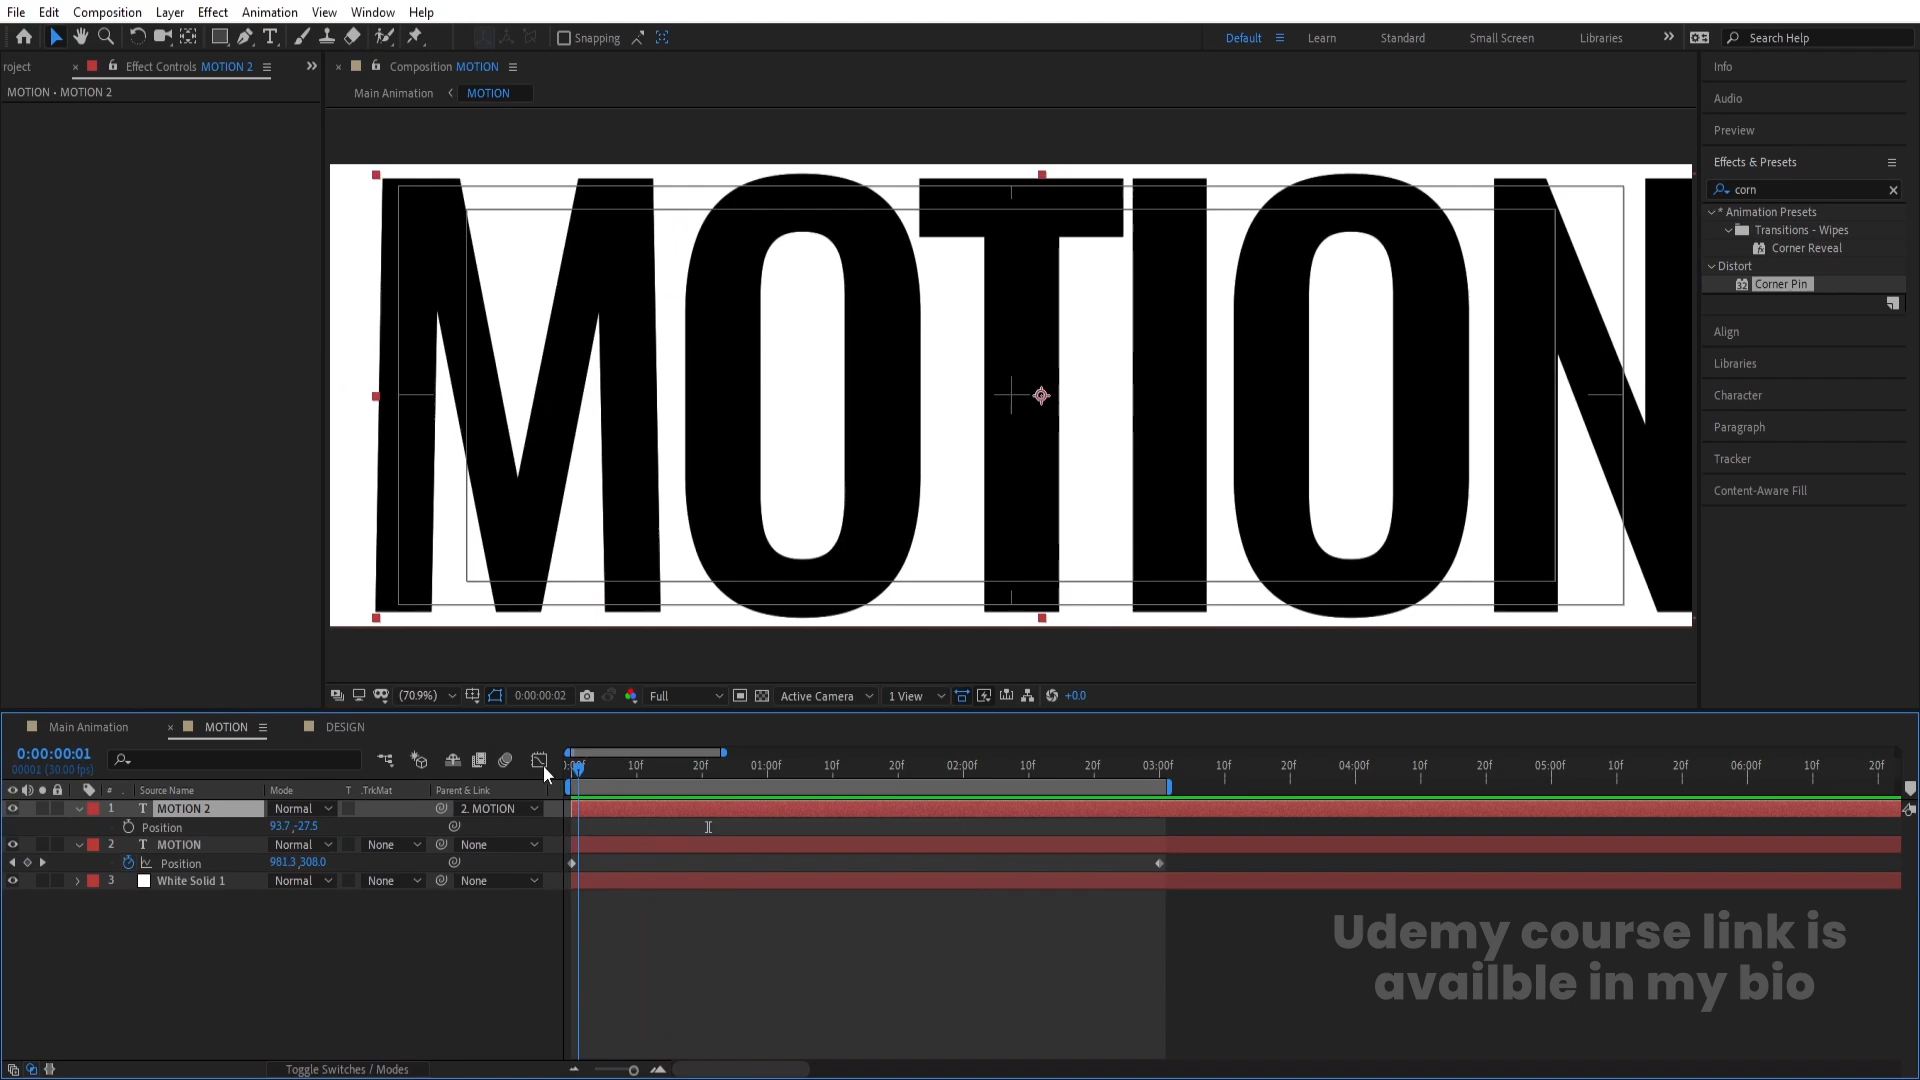 File Edit Composition Layer Effect Animation View Window Help
Snapping Default Learn Standard Small Screen Libraries Search Help
roject Effect Controls MOTION 2
MOTION • MOTION 2
Composition MOTION
Main Animation MOTION
MOTION
(70.9%) 0:00:00:02 Full Active Camera 1 View +0.0
Info
Audio
Preview
Effects & Presets
corn
* Animation Presets
Transitions - Wipes
Corner Reveal
Distort
32 Corner Pin
Align
Libraries
Character
Paragraph
Tracker
Content-Aware Fill
Main Animation MOTION DESIGN
0:00:00:01
00001 (30.00 fps)
10f 20f 01:00f 10f 20f 02:00f 10f 20f 03:00f 10f 20f 04:00f 10f 20f 05:00f 10f 20f 06:00f 10f 20f
# Source Name Mode T .TrkMat Parent & Link
1 T MOTION 2 Normal 2. MOTION
Position 93.7,-27.5
2 T MOTION Normal None None
Position 981.3,308.0
3 White Solid 1 Normal None None
Udemy course link is
availble in my bio
Toggle Switches / Modes